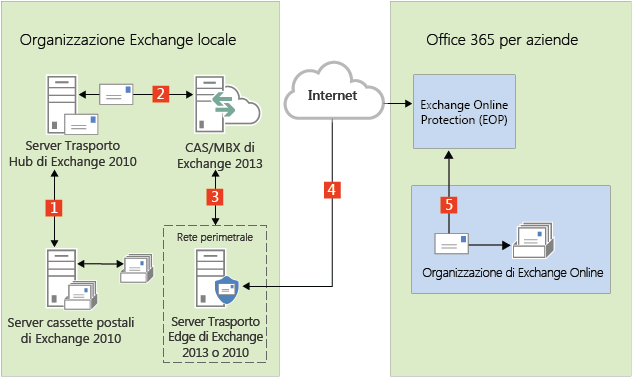 Organizzazione Exchange locale
Office 365 per aziende
2
Server Trasporto
Hub di Exchange 2010
CAS/MBX di
Exchange 2013
Internet
Exchange Online
Protection (EOP)
1
3
4
5
Rete perimetrale
Server cassette postali
di Exchange 2010
Server Trasporto
Edge di Exchange
2013 o 2010
Organizzazione di Exchange Online